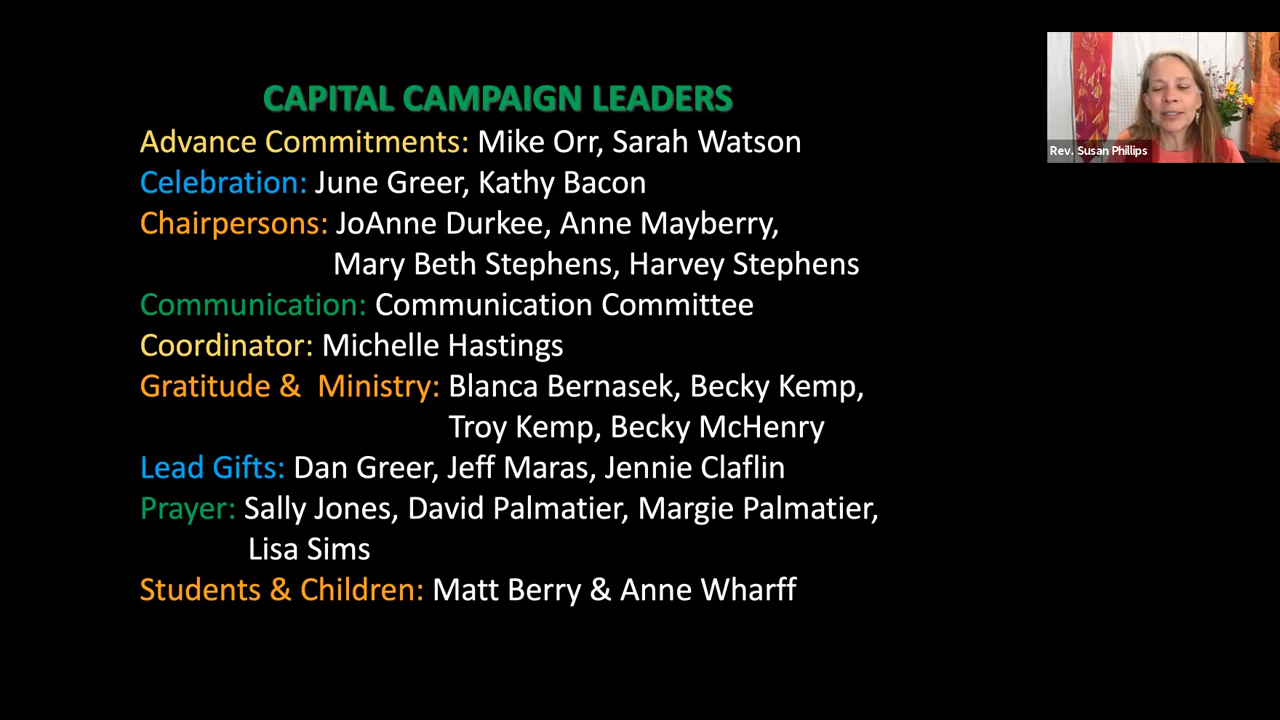 CAPITAL CAMPAIGN LEADERS
Advance Commitments: Mike Orr, Sarah Watson
Celebration: June Greer, Kathy Bacon
Chairpersons: JoAnne Durkee, Anne Mayberry,
Mary Beth Stephens, Harvey Stephens
Communication: Communication Committee
Coordinator: Michelle Hastings
Gratitude &  Ministry: Blanca Bernasek, Becky Kemp,
Troy Kemp, Becky McHenry
Lead Gifts: Dan Greer, Jeff Maras, Jennie Claflin
Prayer: Sally Jones, David Palmatier, Margie Palmatier,
Lisa Sims
Students & Children: Matt Berry & Anne Wharff
Rev. Susan Phillips